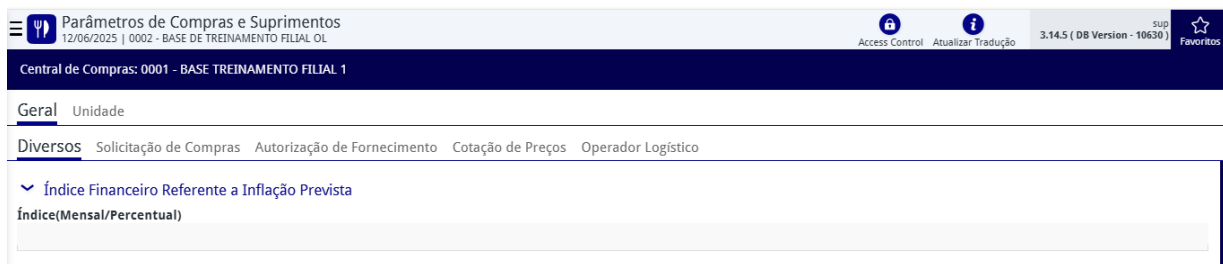 Parâmetros de Compras e Suprimentos
12/06/2025 | 0002 - BASE DE TREINAMENTO FILIAL OL
Access Control
Atualizar Tradução
sup
3.14.5 ( DB Version - 10630 )
Favoritos
Central de Compras: 0001 - BASE TREINAMENTO FILIAL 1
Geral Unidade
Diversos Solicitação de Compras Autorização de Fornecimento Cotação de Preços Operador Logístico
Índice Financeiro Referente a Inflação Prevista
Índice(Mensal/Percentual)